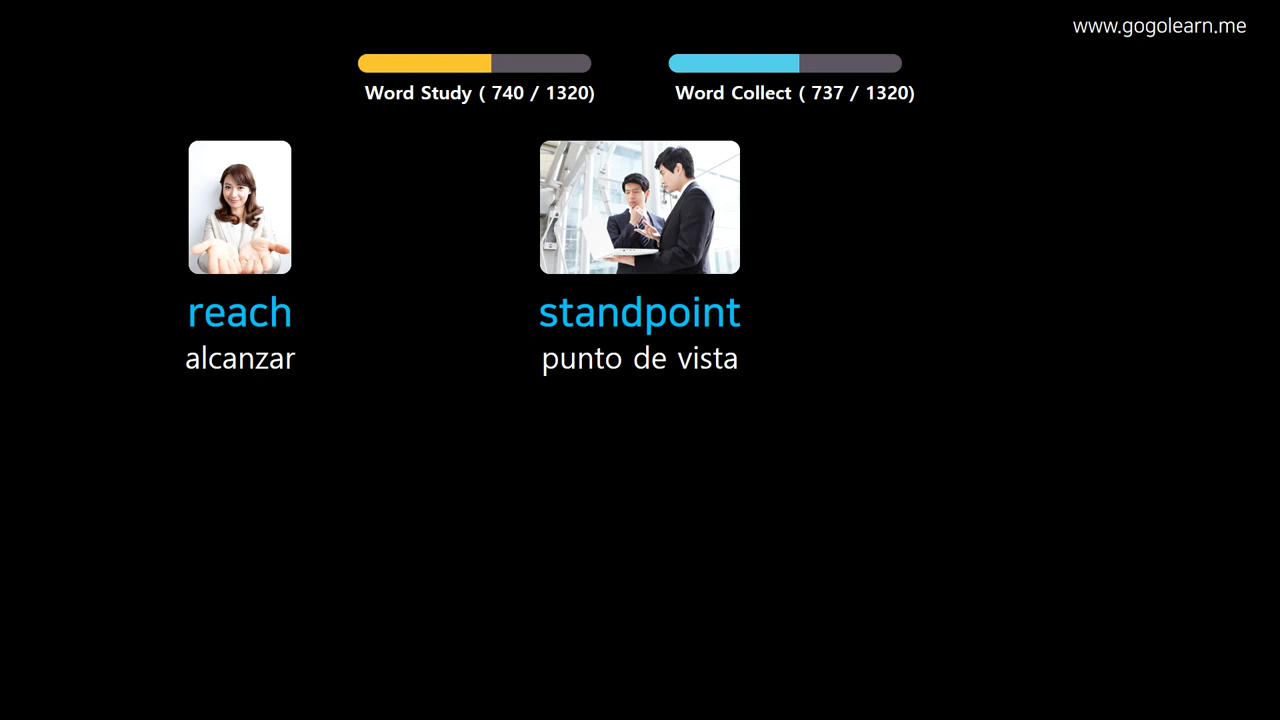 www.gogolearn.me
Word Study ( 740 / 1320)
Word Collect ( 737 / 1320)
reach
alcanzar
standpoint
punto de vista